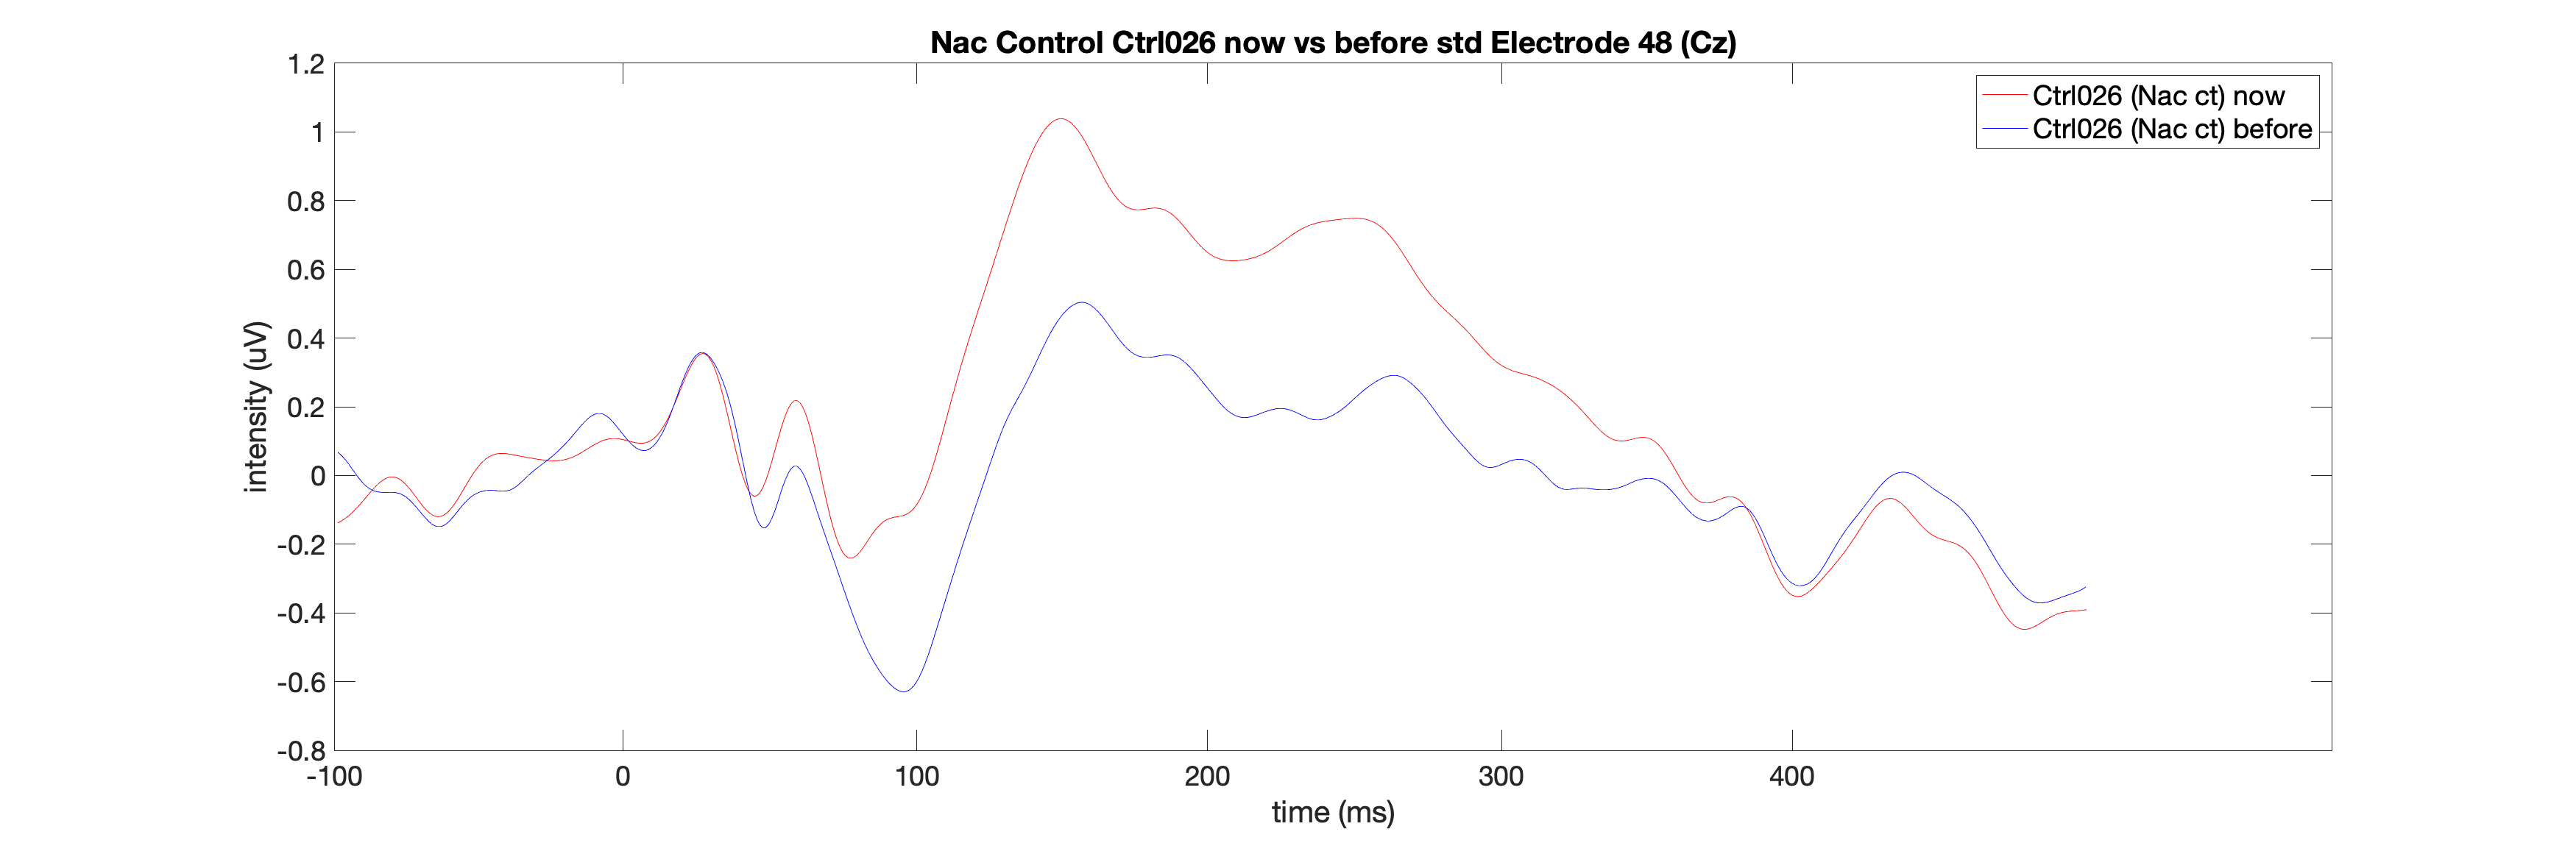 Nac Control Ctrl026 now vs before std Electrode 48 (Cz)
1.2
1
0.8
0.6
0.4
0.2
0
-0.2
-0.4
-0.6
-0.8
intensity (uV)
Ctrl026 (Nac ct) now
Ctrl026 (Nac ct) before
-100 0 100 200 300 400
time (ms)